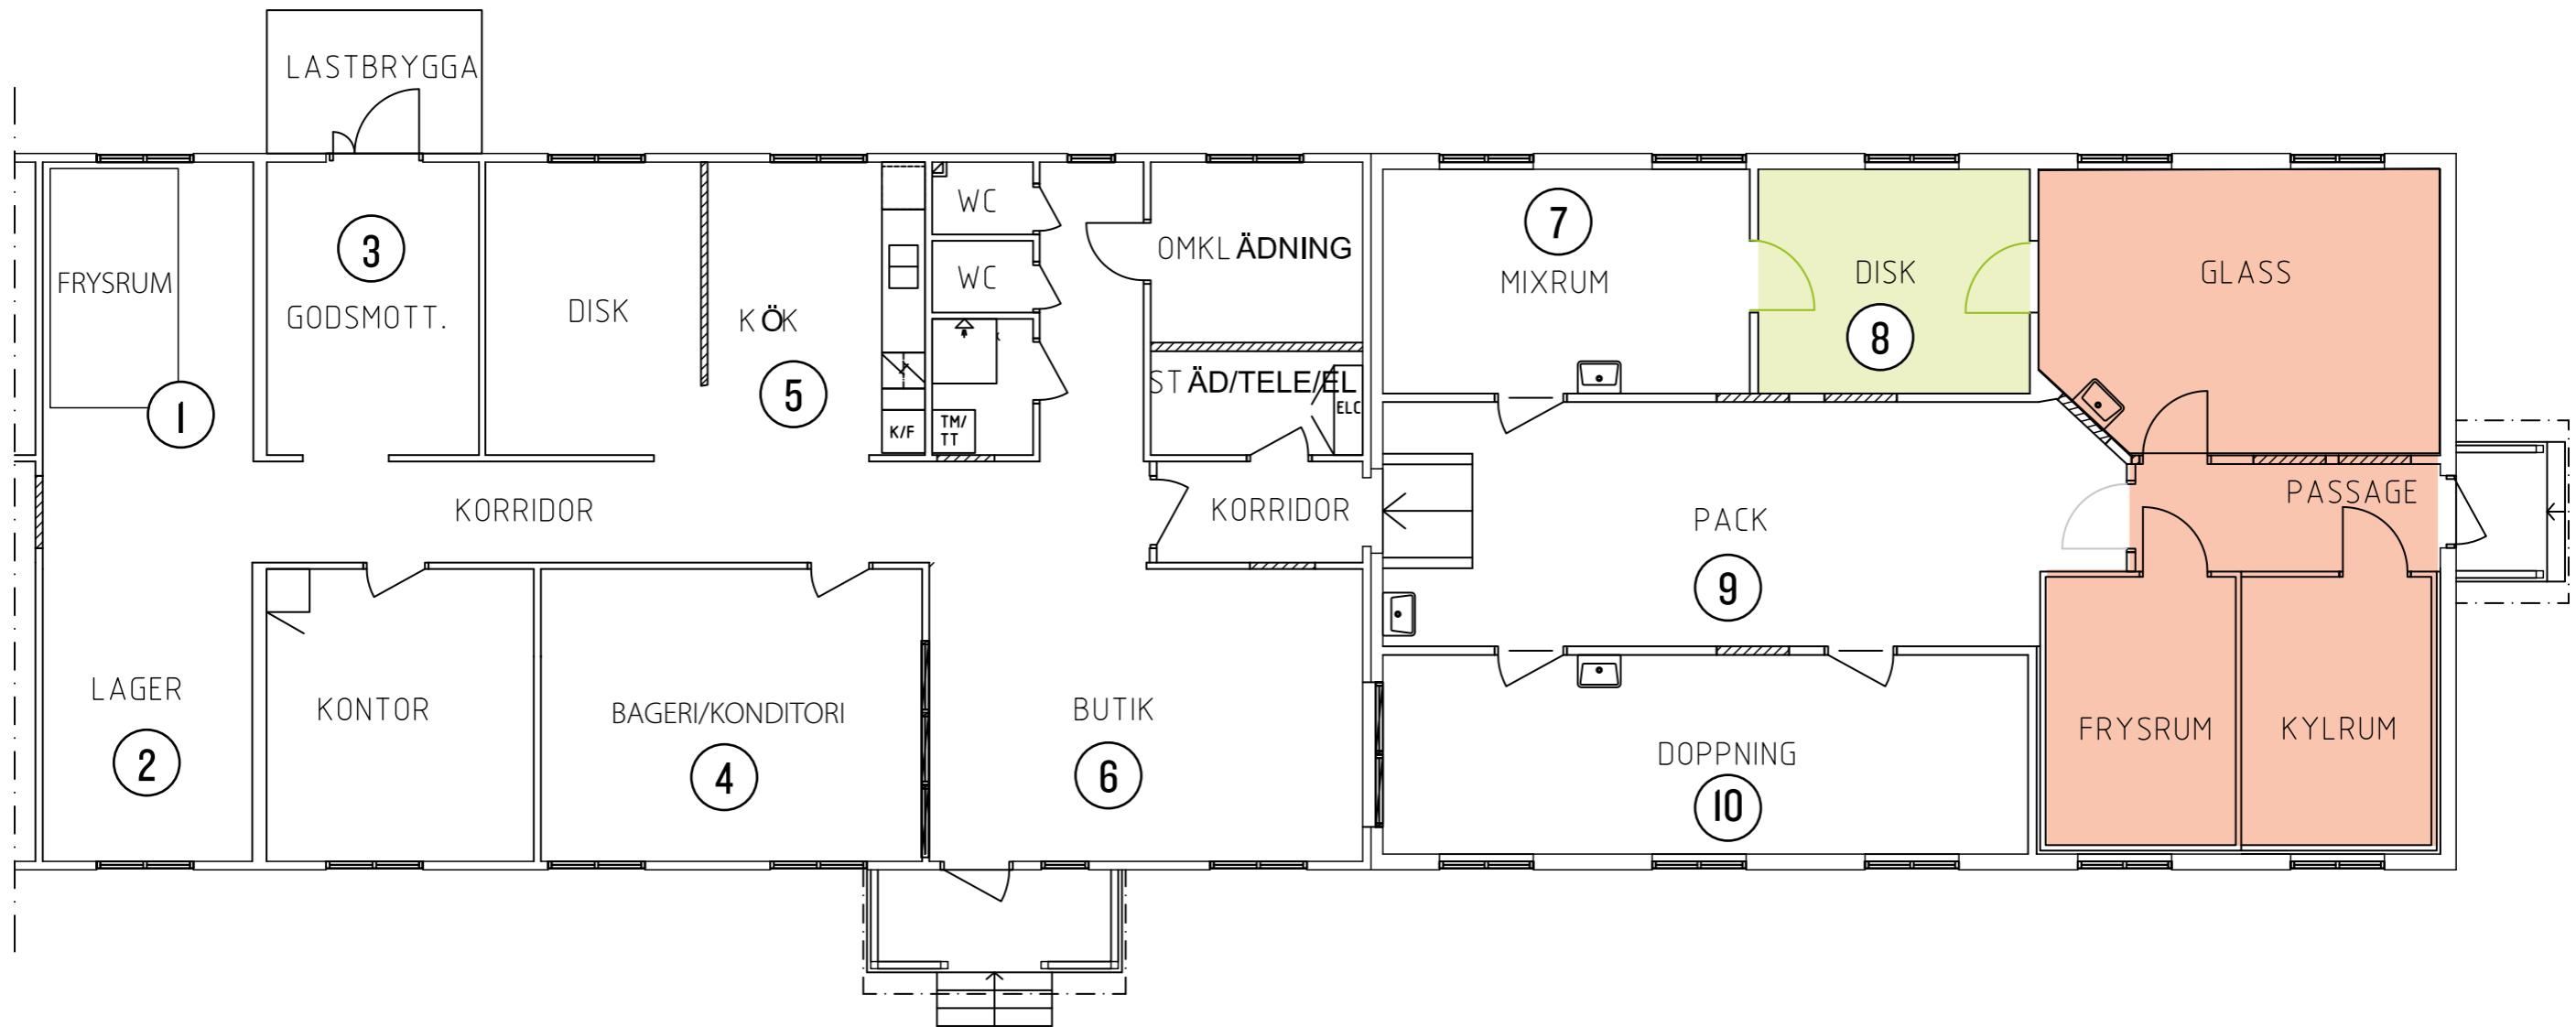 LASTBRYGGA
FRYSRUM
1
3
GODSMOTT.
DISK
KÖK
5
K/F
WC
WC
TM/
TT
OMKLÄDNING
STÄD/TELE/EL
ELC
KORRIDOR
KORRIDOR
LAGER
2
KONTOR
BAGERI/KONDITORI
4
BUTIK
6
7
MIXRUM
DISK
8
GLASS
PASSAGE
PACK
9
DOPPNING
10
FRYSRUM
KYLRUM